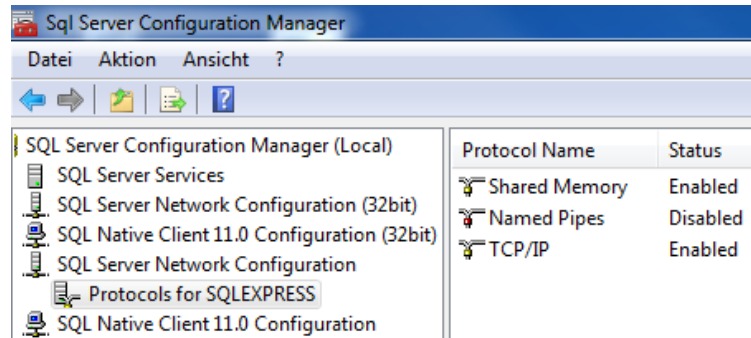 Sql Server Configuration Manager
Datei Aktion Ansicht ?
SQL Server Configuration Manager (Local)
SQL Server Services
SQL Server Network Configuration (32bit)
SQL Native Client 11.0 Configuration (32bit)
SQL Server Network Configuration
Protocols for SQLEXPRESS
SQL Native Client 11.0 Configuration
Protocol Name Status
Shared Memory Enabled
Named Pipes Disabled
TCP/IP Enabled